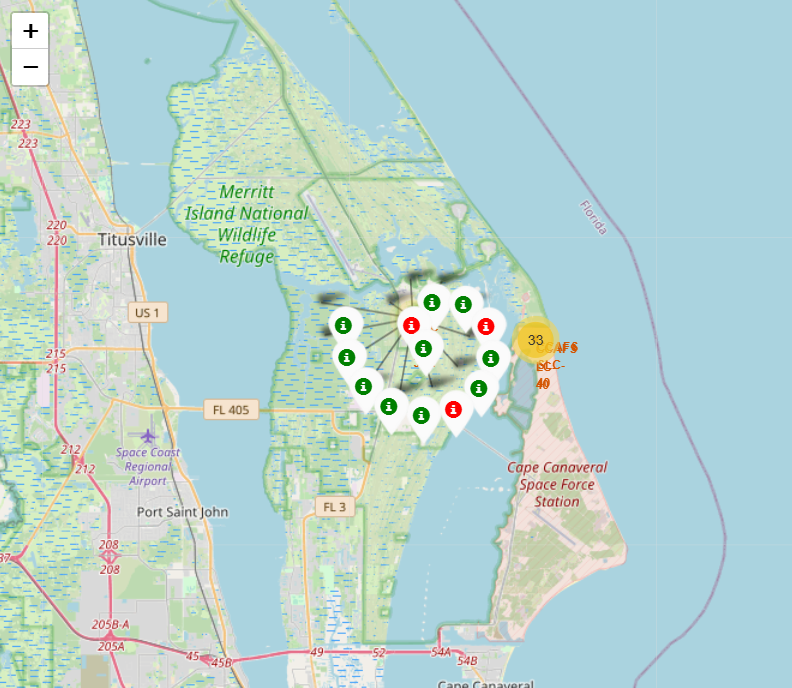 +
−
223
223
Merritt
Island National
Wildlife
Refuge
Florida
220
220
Titusville
US 1
33
215
215
SLC-
40
FL 405
212
212
Space Coast
Regional
Airport
Cape Canaveral
Space Force
Station
Port Saint John
FL 3
208
208
205B-A
205A
45
45B
49
52
54A
54B
Cape Canaveral